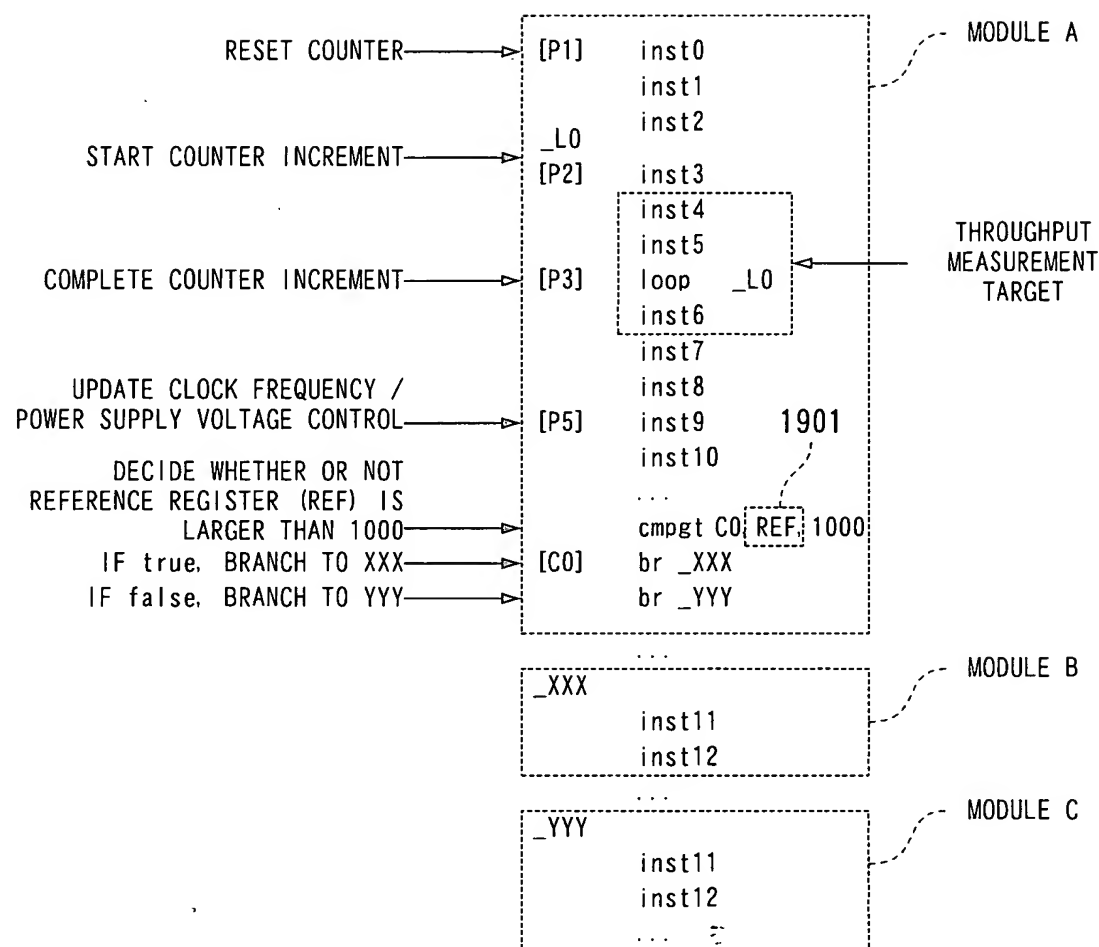 MODULE A
RESET COUNTER [P1] inst0
inst1
inst2
_L0
START COUNTER INCREMENT
[P2] inst3
inst4
inst5
COMPLETE COUNTER INCREMENT [P3] loop _L0
inst6
THROUGHPUT
MEASUREMENT
TARGET
inst7
inst8
UPDATE CLOCK FREQUENCY /
POWER SUPPLY VOLTAGE CONTROL [P5] inst9 1901
inst10
...
DECIDE WHETHER OR NOT
REFERENCE REGISTER (REF) IS
LARGER THAN 1000 cmpgt C0, REF, 1000
IF true, BRANCH TO XXX [C0] br _XXX
IF false, BRANCH TO YYY br _YYY
...
MODULE B
_XXX
inst11
inst12
...
MODULE C
_YYY
inst11
inst12
...